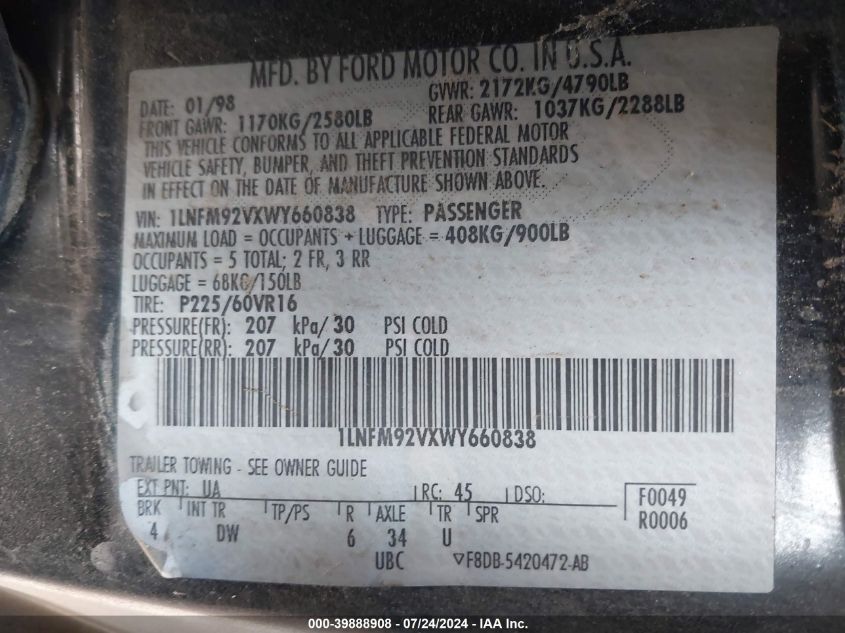 MFD. BY FORD MOTOR CO. IN U.S.A.
DATE: 01/98 GVWR: 2172KG/4790LB
FRONT GAWR: 1170KG/2580LB REAR GAWR: 1037KG/2288LB
THIS VEHICLE CONFORMS TO ALL APPLICABLE FEDERAL MOTOR
VEHICLE SAFETY, BUMPER, AND THEFT PREVENTION STANDARDS
IN EFFECT ON THE DATE OF MANUFACTURE SHOWN ABOVE.
VIN: 1LNFM92VXWY660838 TYPE: PASSENGER
MAXIMUM LOAD = OCCUPANTS + LUGGAGE = 408KG/900LB
OCCUPANTS = 5 TOTAL; 2 FR, 3 RR
LUGGAGE = 68KG/150LB
TIRE: P225/60VR16
PRESSURE(FR): 207 kPa/30 PSI COLD
PRESSURE(RR): 207 kPa/30 PSI COLD
1LNFM92VXWY660838
TRAILER TOWING - SEE OWNER GUIDE
EXT PNT: UA RC: 45 DSO: F0049
BRK INT TR TP/PS R AXLE TR SPR R0006
4 DW 6 34 U
UBC ▽F8DB-5420472-AB
000-39888908 - 07/24/2024 - IAA Inc.